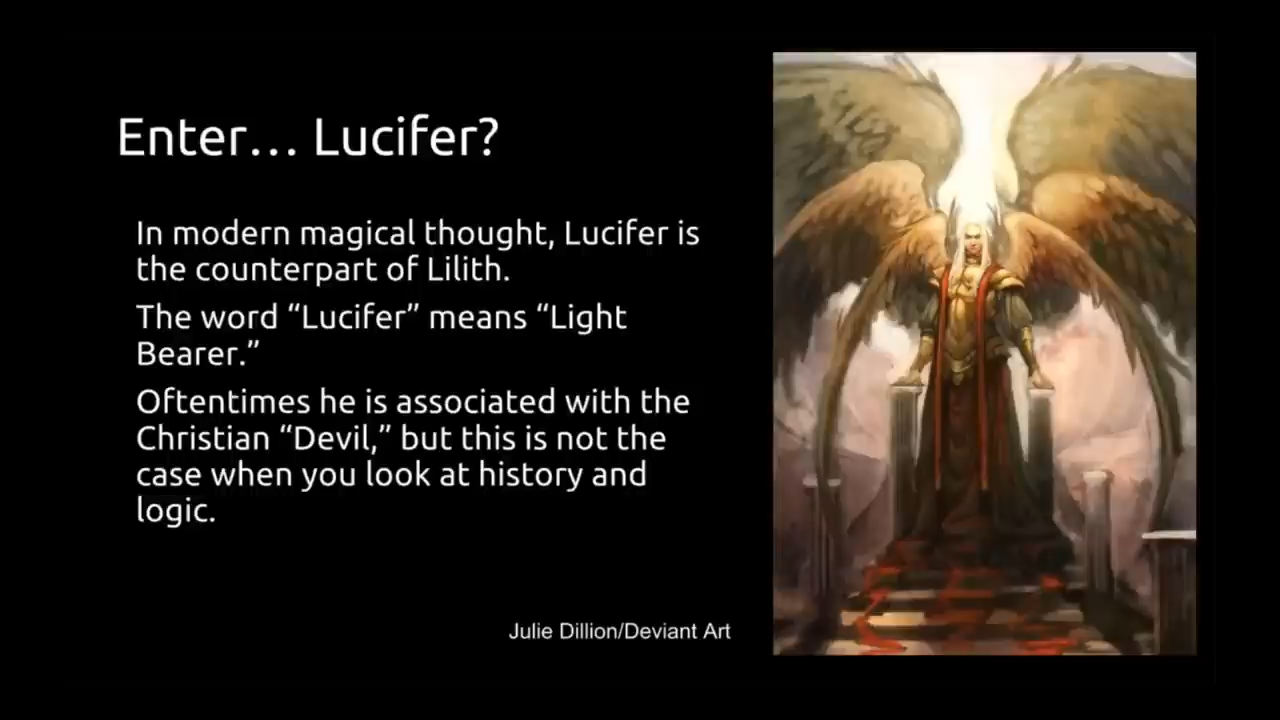 Enter… Lucifer?
In modern magical thought, Lucifer is
the counterpart of Lilith.
The word “Lucifer” means “Light
Bearer.”
Oftentimes he is associated with the
Christian “Devil,” but this is not the
case when you look at history and
logic.
Julie Dillion/Deviant Art